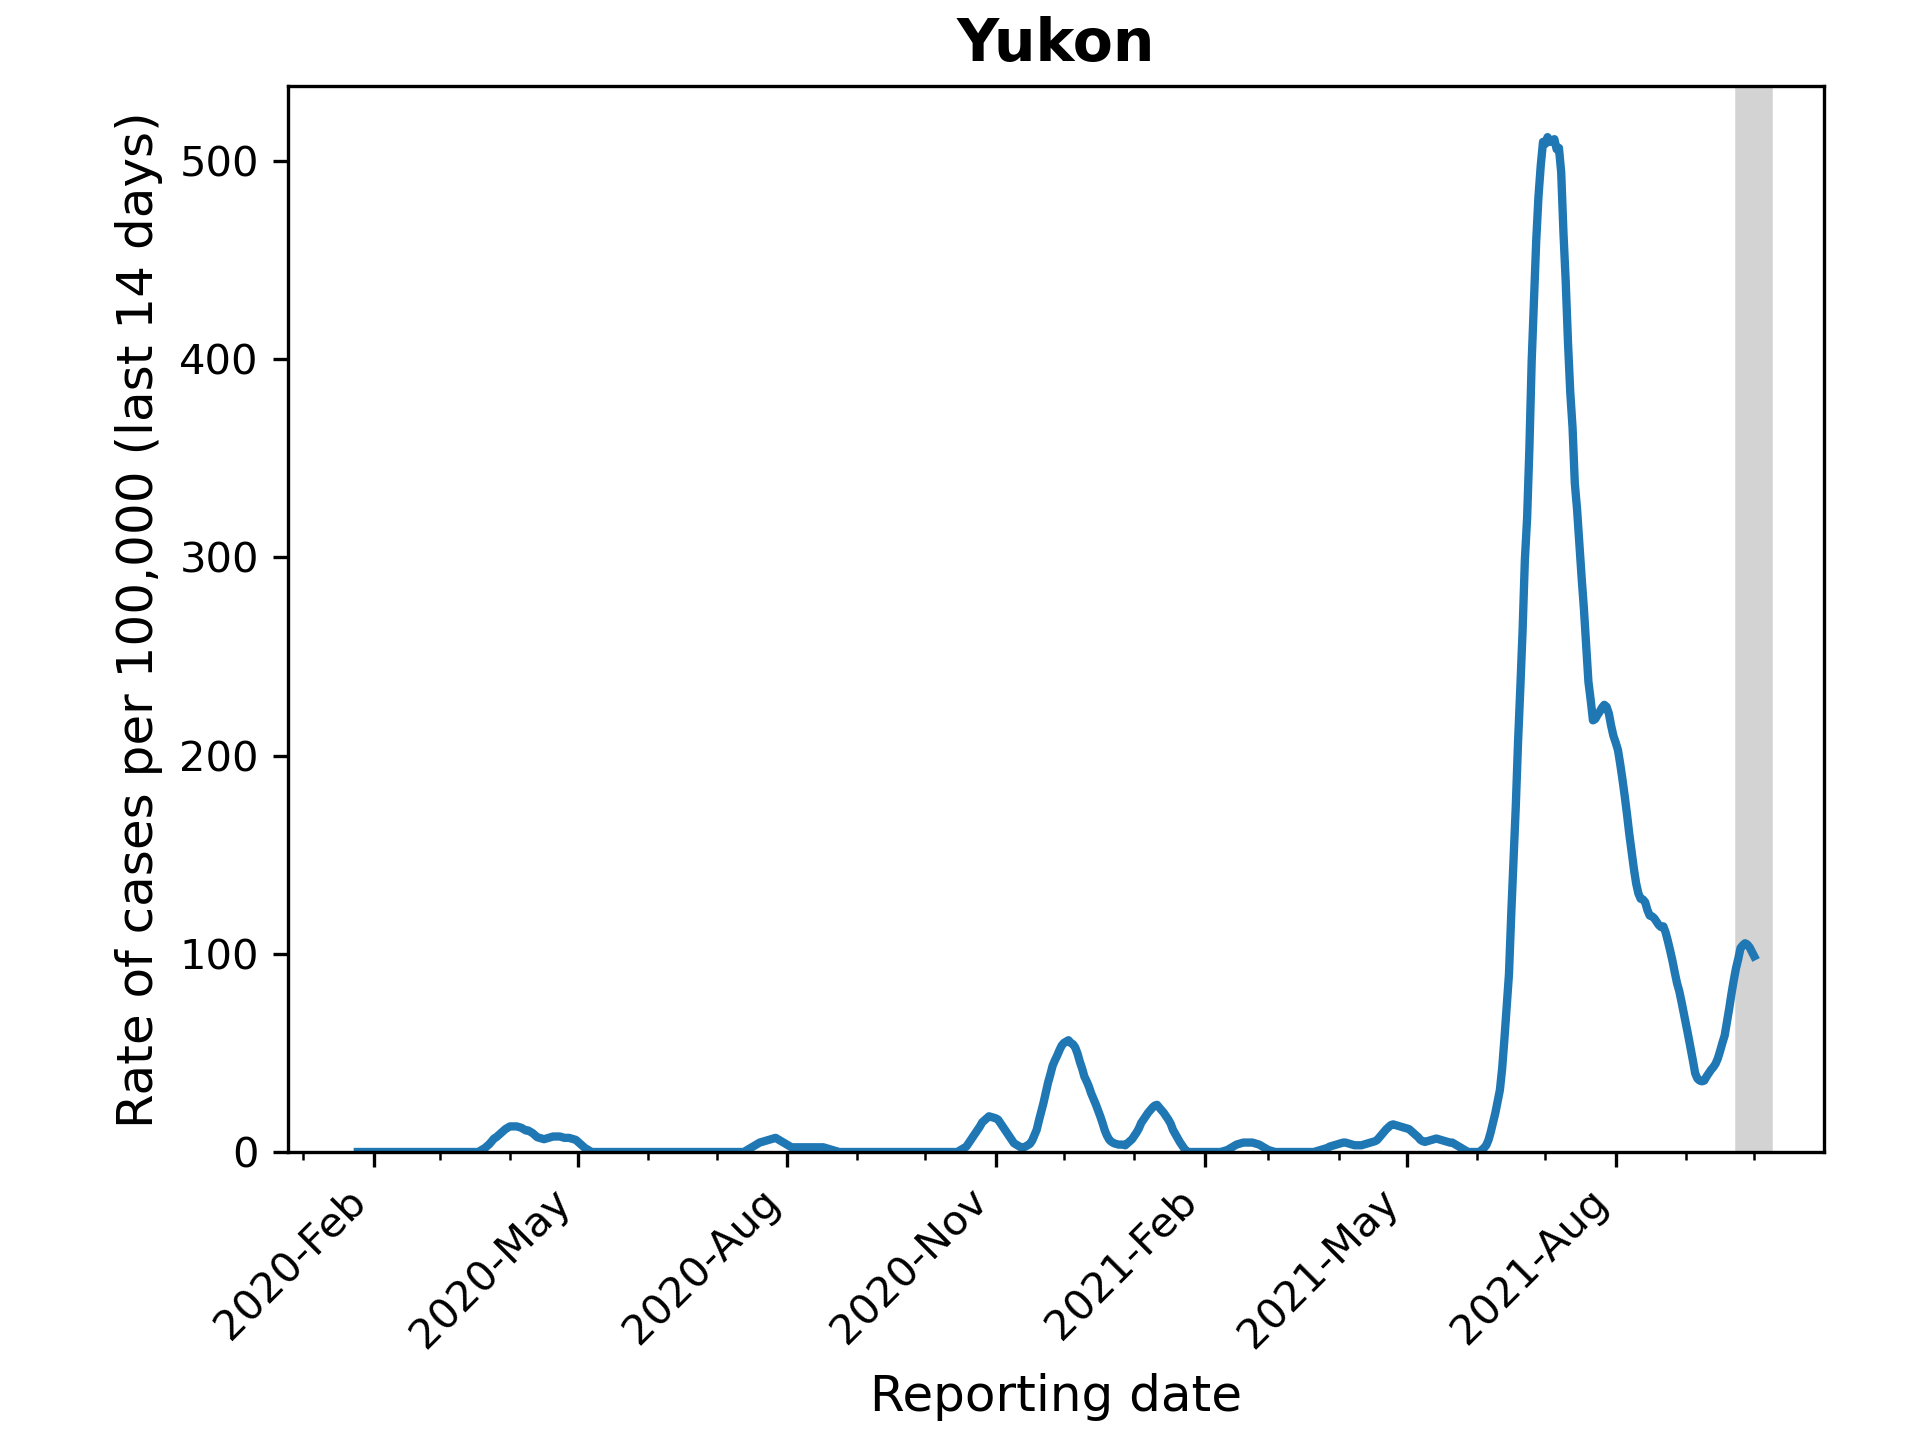 Yukon
Rate of cases per 100,000 (last 14 days)
500
400
300
200
100
0
2020-Feb
2020-May
2020-Aug
2020-Nov
2021-Feb
2021-May
2021-Aug
Reporting date